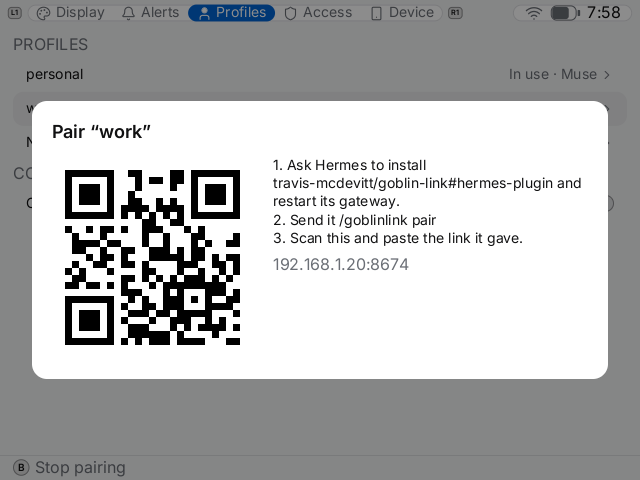 L1 Display Alerts Profiles Access Device R1 7:58
PROFILES
personal In use · Muse
Pair “work”
1. Ask Hermes to install
travis-mcdevitt/goblin-link#hermes-plugin and
restart its gateway.
2. Send it /goblinlink pair
3. Scan this and paste the link it gave.
192.168.1.20:8674
B Stop pairing